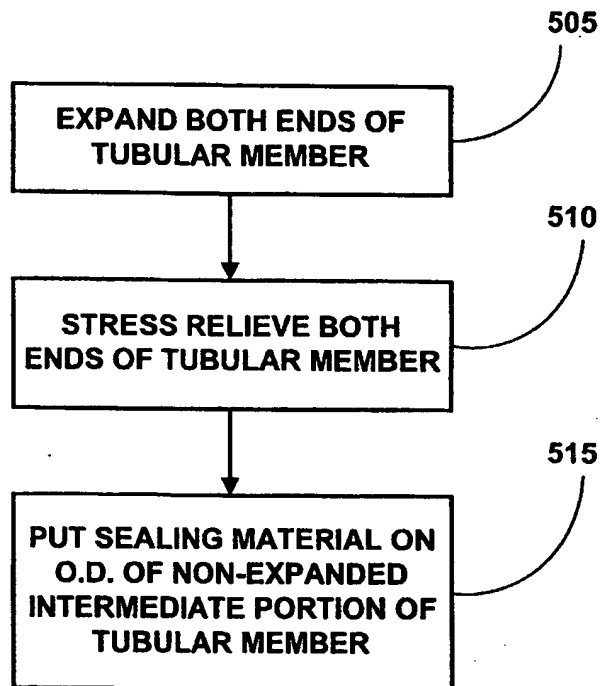 505
EXPAND BOTH ENDS OF
TUBULAR MEMBER
510
STRESS RELIEVE BOTH
ENDS OF TUBULAR MEMBER
515
PUT SEALING MATERIAL ON
O.D. OF NON-EXPANDED
INTERMEDIATE PORTION OF
TUBULAR MEMBER